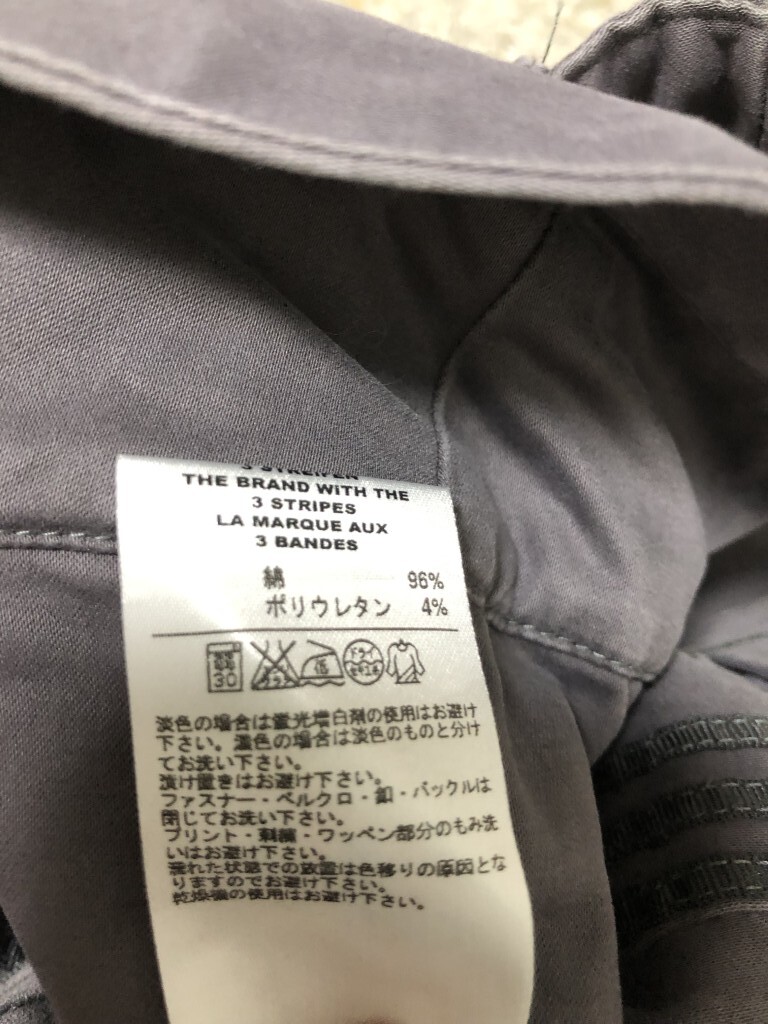 3 STREIFEN
THE BRAND WITH THE
3 STRIPES
LA MARQUE AUX
3 BANDES
綿 96%
ポリウレタン 4%
30 低 ドライ
淡色の場合は蛍光増白剤の使用はお避け
下さい。濃色の場合は淡色のものと分け
てお洗い下さい。
漬け置きはお避け下さい。
ファスナー・ベルクロ・釦・バックルは
閉じてお洗い下さい。
プリント・刺繍・ワッペン部分のもみ洗
いはお避け下さい。
濡れた状態での放置は色移りの原因とな
りますのでお避け下さい。
乾燥機の使用はお避け下さい。